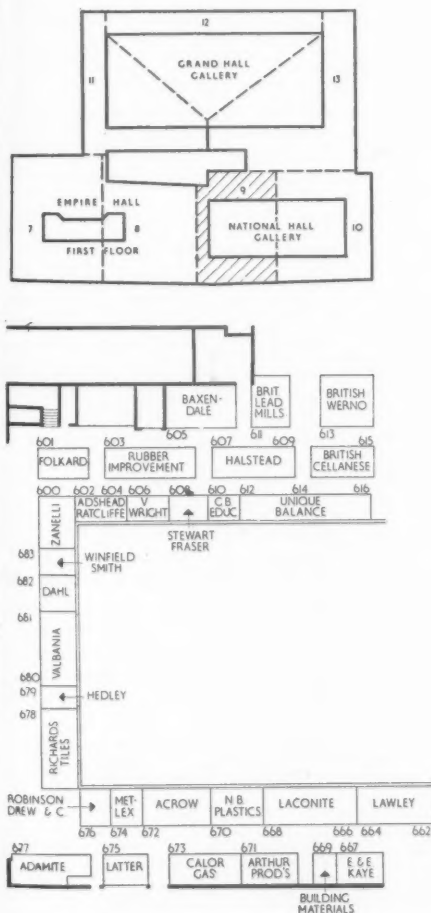 12
GRAND HALL
GALLERY
11
13
9
EMPIRE HALL
7
8
FIRST FLOOR
NATIONAL HALL
GALLERY
10
BAXEN-
DALE
BRIT
LEAD
MILLS
BRITISH
WERNO
601
603
605
607
611
609
613
615
FOLKARD
RUBBER
IMPROVEMENT
HALSTEAD
BRITISH
CELLANESE
600
602
604
606
608
610
612
614
616
ZANELLI
ADSHEAD
RATCLIFFE
V.
WRIGHT
C.B.
EDUC
UNIQUE
BALANCE
STEWART
FRASER
683
WINFIELD
SMITH
682
DAHL
681
VALBANIA
680
679
HEDLEY
678
RICHARDS
TILES
ROBINSON
DREW & C.
MET-
LEX
ACROW
N.B.
PLASTICS
LACONITE
LAWLEY
676
674
672
670
668
666
664
662
677
675
673
671
669
667
ADAMITE
LATTER
CALOR
GAS
ARTHUR
PROD'S
E & E
KAYE
BUILDING
MATERIALS